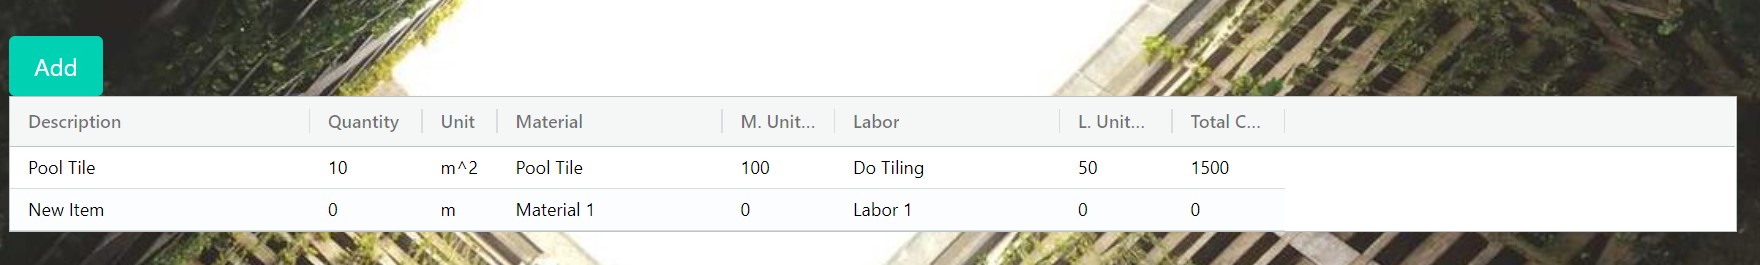 Add
Description Quantity Unit Material M. Unit... Labor L. Unit... Total C...
Pool Tile 10 m^2 Pool Tile 100 Do Tiling 50 1500
New Item 0 m Material 1 0 Labor 1 0 0